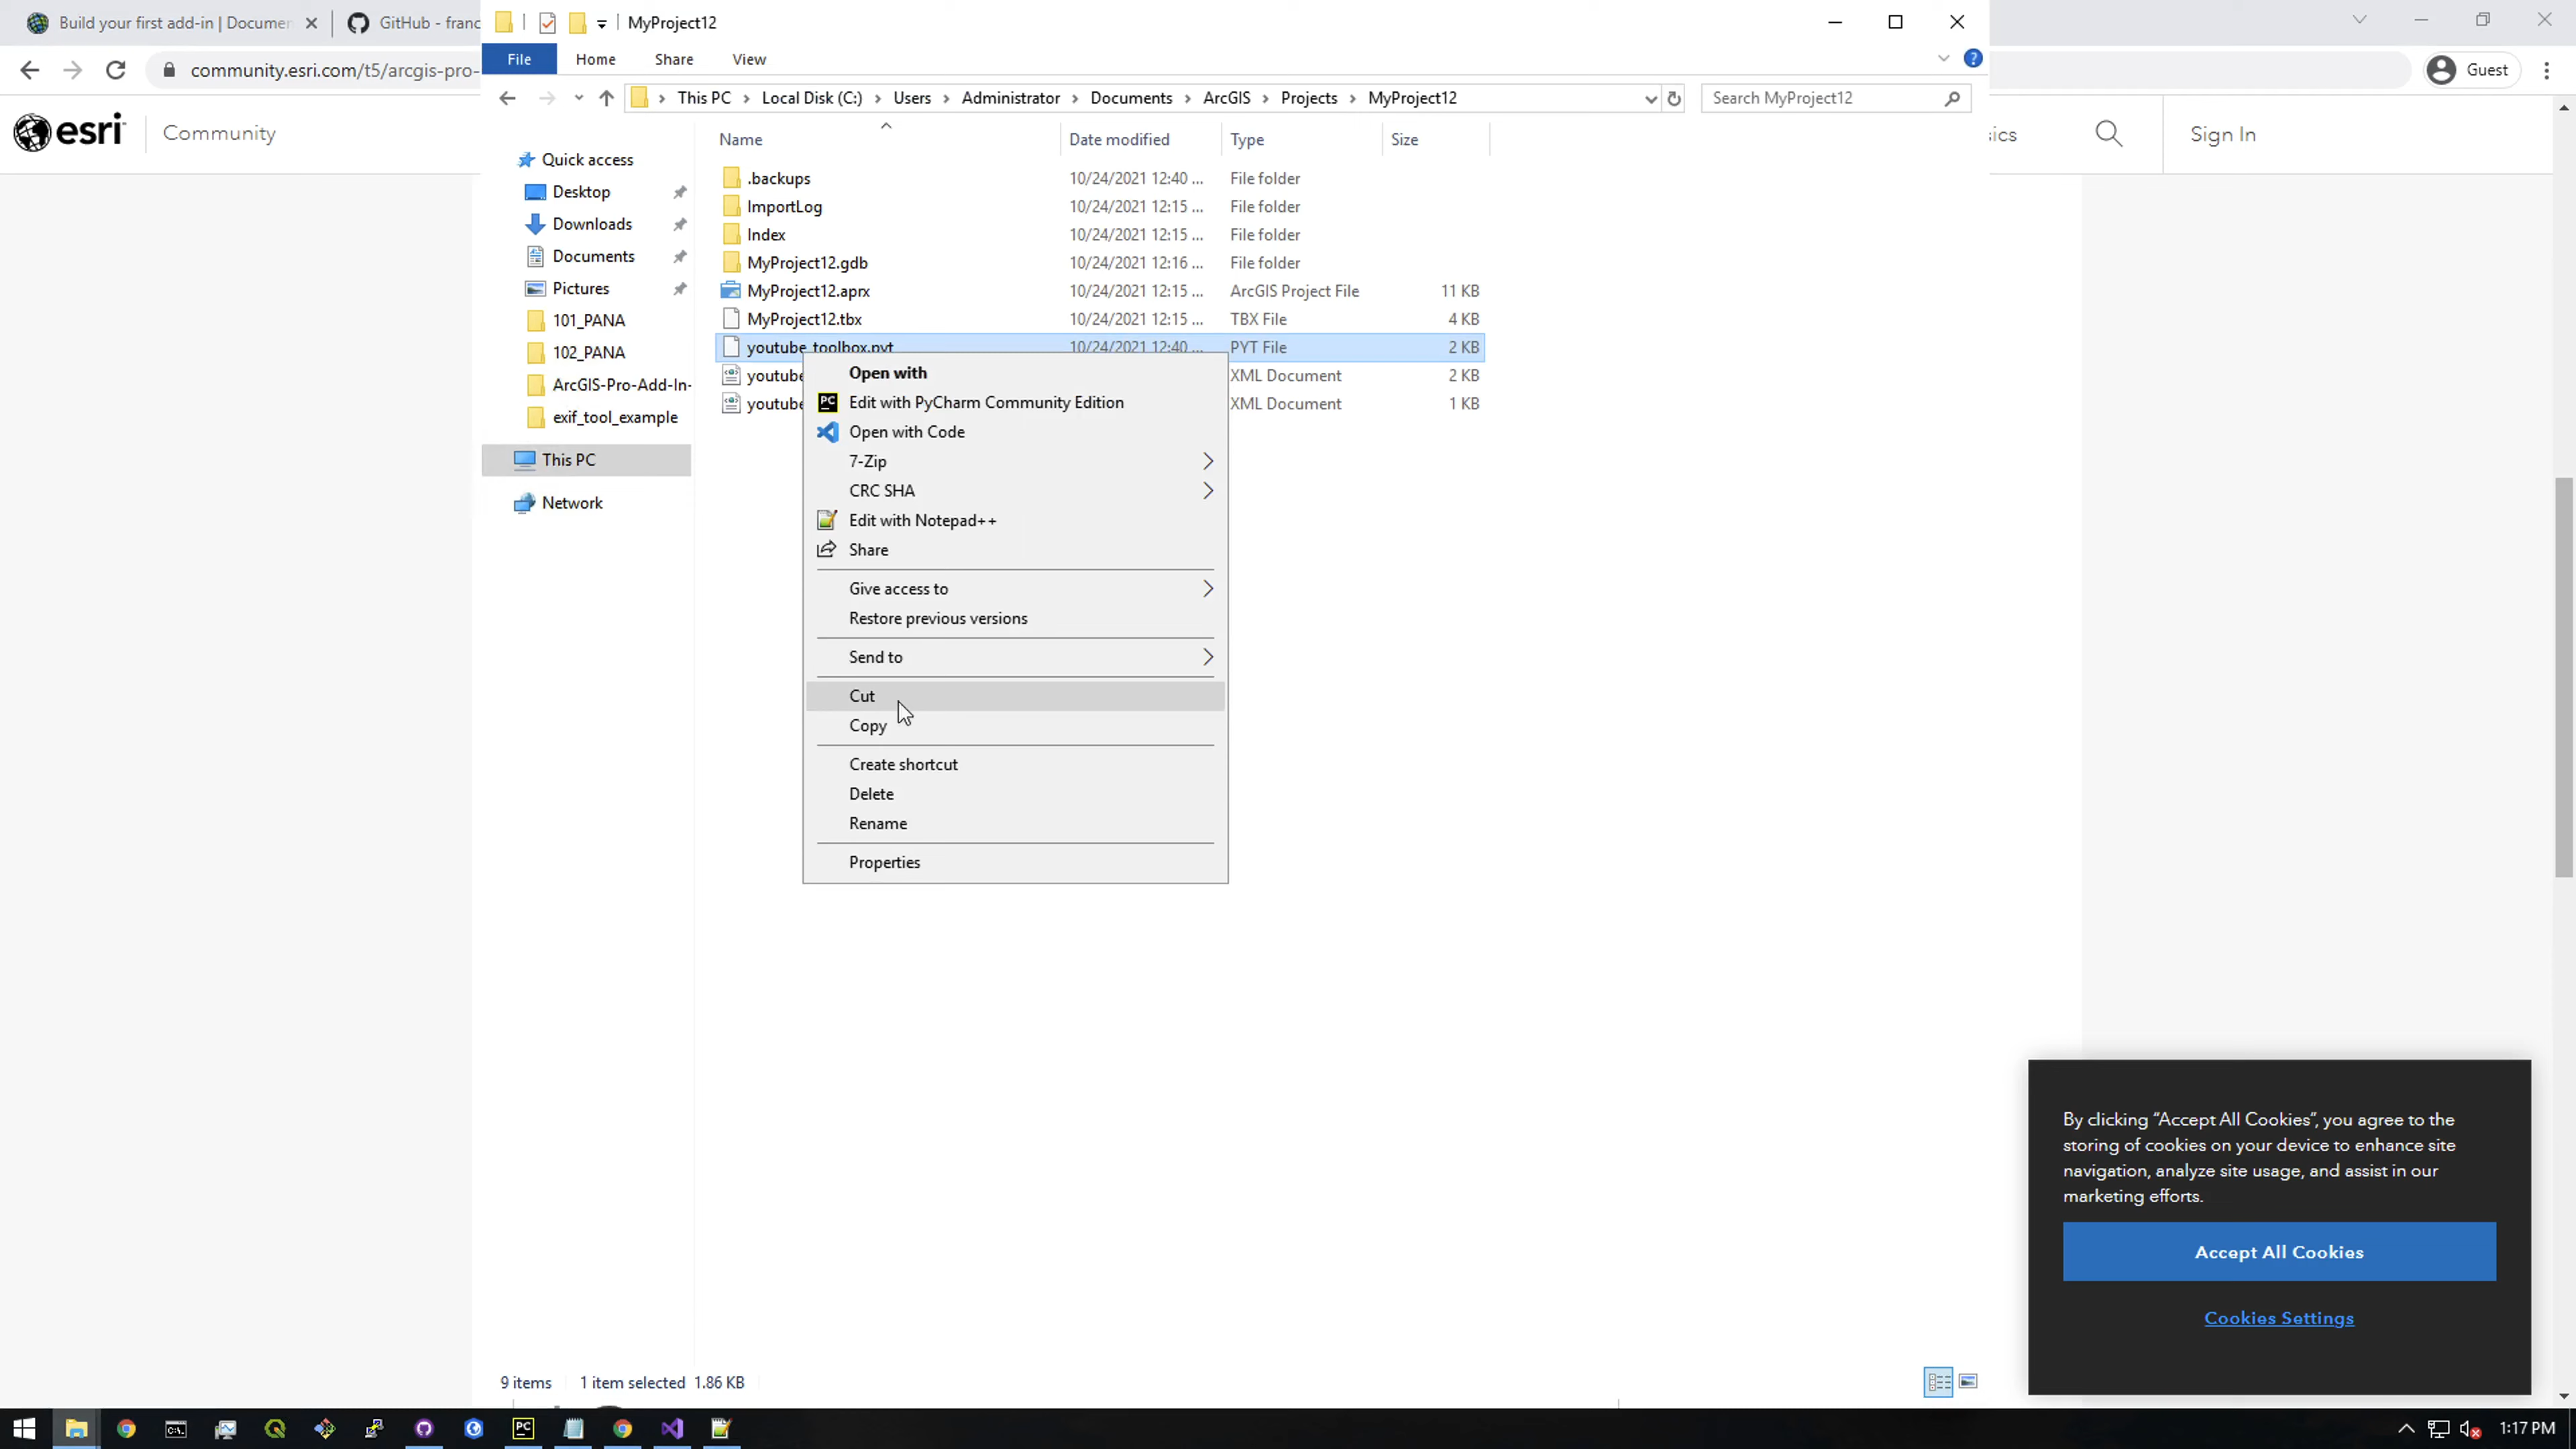 Build your first add-in | Documen
GitHub - franc
MyProject12
File Home Share View
community.esri.com/t5/arcgis-pro-
Guest
This PC Local Disk (C:) Users Administrator Documents ArcGIS Projects MyProject12
Search MyProject12
esri Community
sics
Sign In
Name Date modified Type Size
Quick access
Desktop
Downloads
Documents
Pictures
101_PANA
102_PANA
ArcGIS-Pro-Add-In-
exif_tool_example
This PC
Network
.backups 10/24/2021 12:40 ... File folder
ImportLog 10/24/2021 12:15 ... File folder
Index 10/24/2021 12:15 ... File folder
MyProject12.gdb 10/24/2021 12:16 ... File folder
MyProject12.aprx 10/24/2021 12:15 ... ArcGIS Project File 11 KB
MyProject12.tbx 10/24/2021 12:15 ... TBX File 4 KB
youtube_toolbox.pyt 10/24/2021 12:40 ... PYT File 2 KB
youtube XML Document 2 KB
youtube XML Document 1 KB
Open with
PC Edit with PyCharm Community Edition
Open with Code
7-Zip
CRC SHA
Edit with Notepad++
Share
Give access to
Restore previous versions
Send to
Cut
Copy
Create shortcut
Delete
Rename
Properties
By clicking “Accept All Cookies”, you agree to the
storing of cookies on your device to enhance site
navigation, analyze site usage, and assist in our
marketing efforts.
Accept All Cookies
Cookies Settings
9 items 1 item selected 1.86 KB
PC
1:17 PM